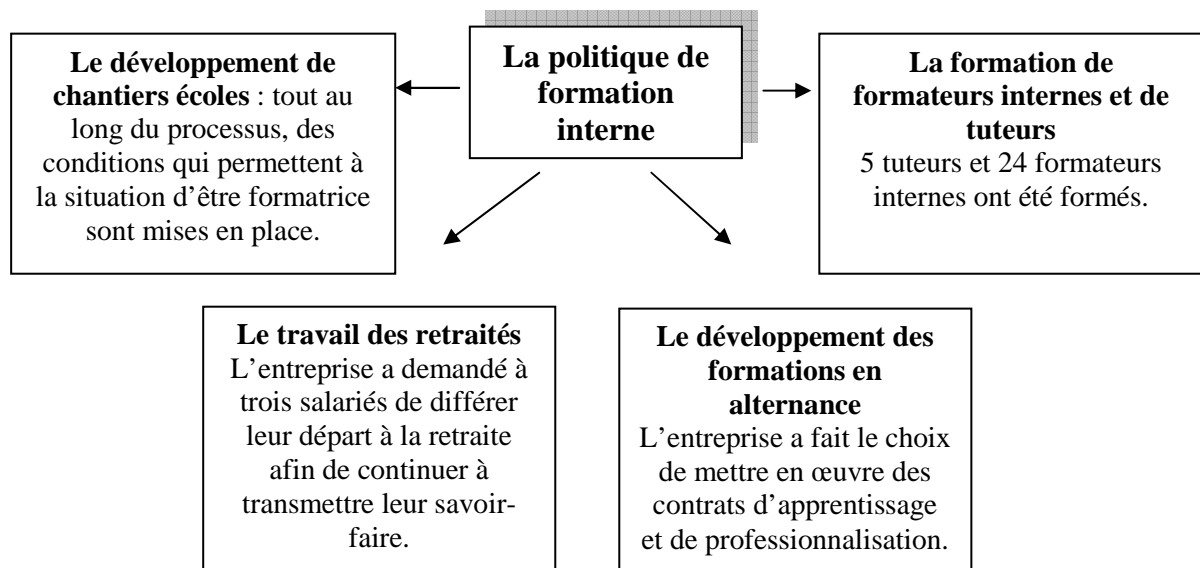 La politique de
formation
interne
Le développement de
chantiers écoles : tout au
long du processus, des
conditions qui permettent à
la situation d’être formatrice
sont mises en place.
La formation de
formateurs internes et de
tuteurs
5 tuteurs et 24 formateurs
internes ont été formés.
Le travail des retraités
L’entreprise a demandé à
trois salariés de différer
leur départ à la retraite
afin de continuer à
transmettre leur savoir-
faire.
Le développement des
formations en
alternance
L’entreprise a fait le choix
de mettre en œuvre des
contrats d’apprentissage
et de professionnalisation.